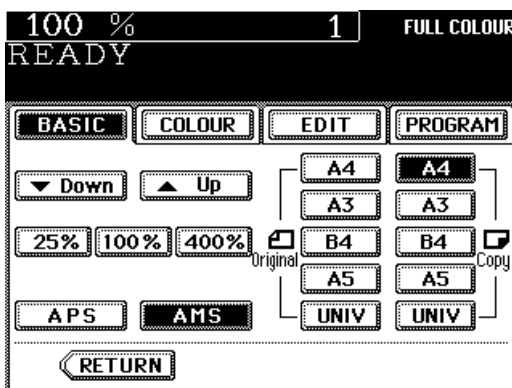 100 % 1 FULL COLOUR
READY
BASIC COLOUR EDIT PROGRAM
Down Up
25% 100% 400%
APS AMS
Original
A4
A3
B4
A5
UNIV
A4
A3
B4
A5
UNIV
Copy
RETURN